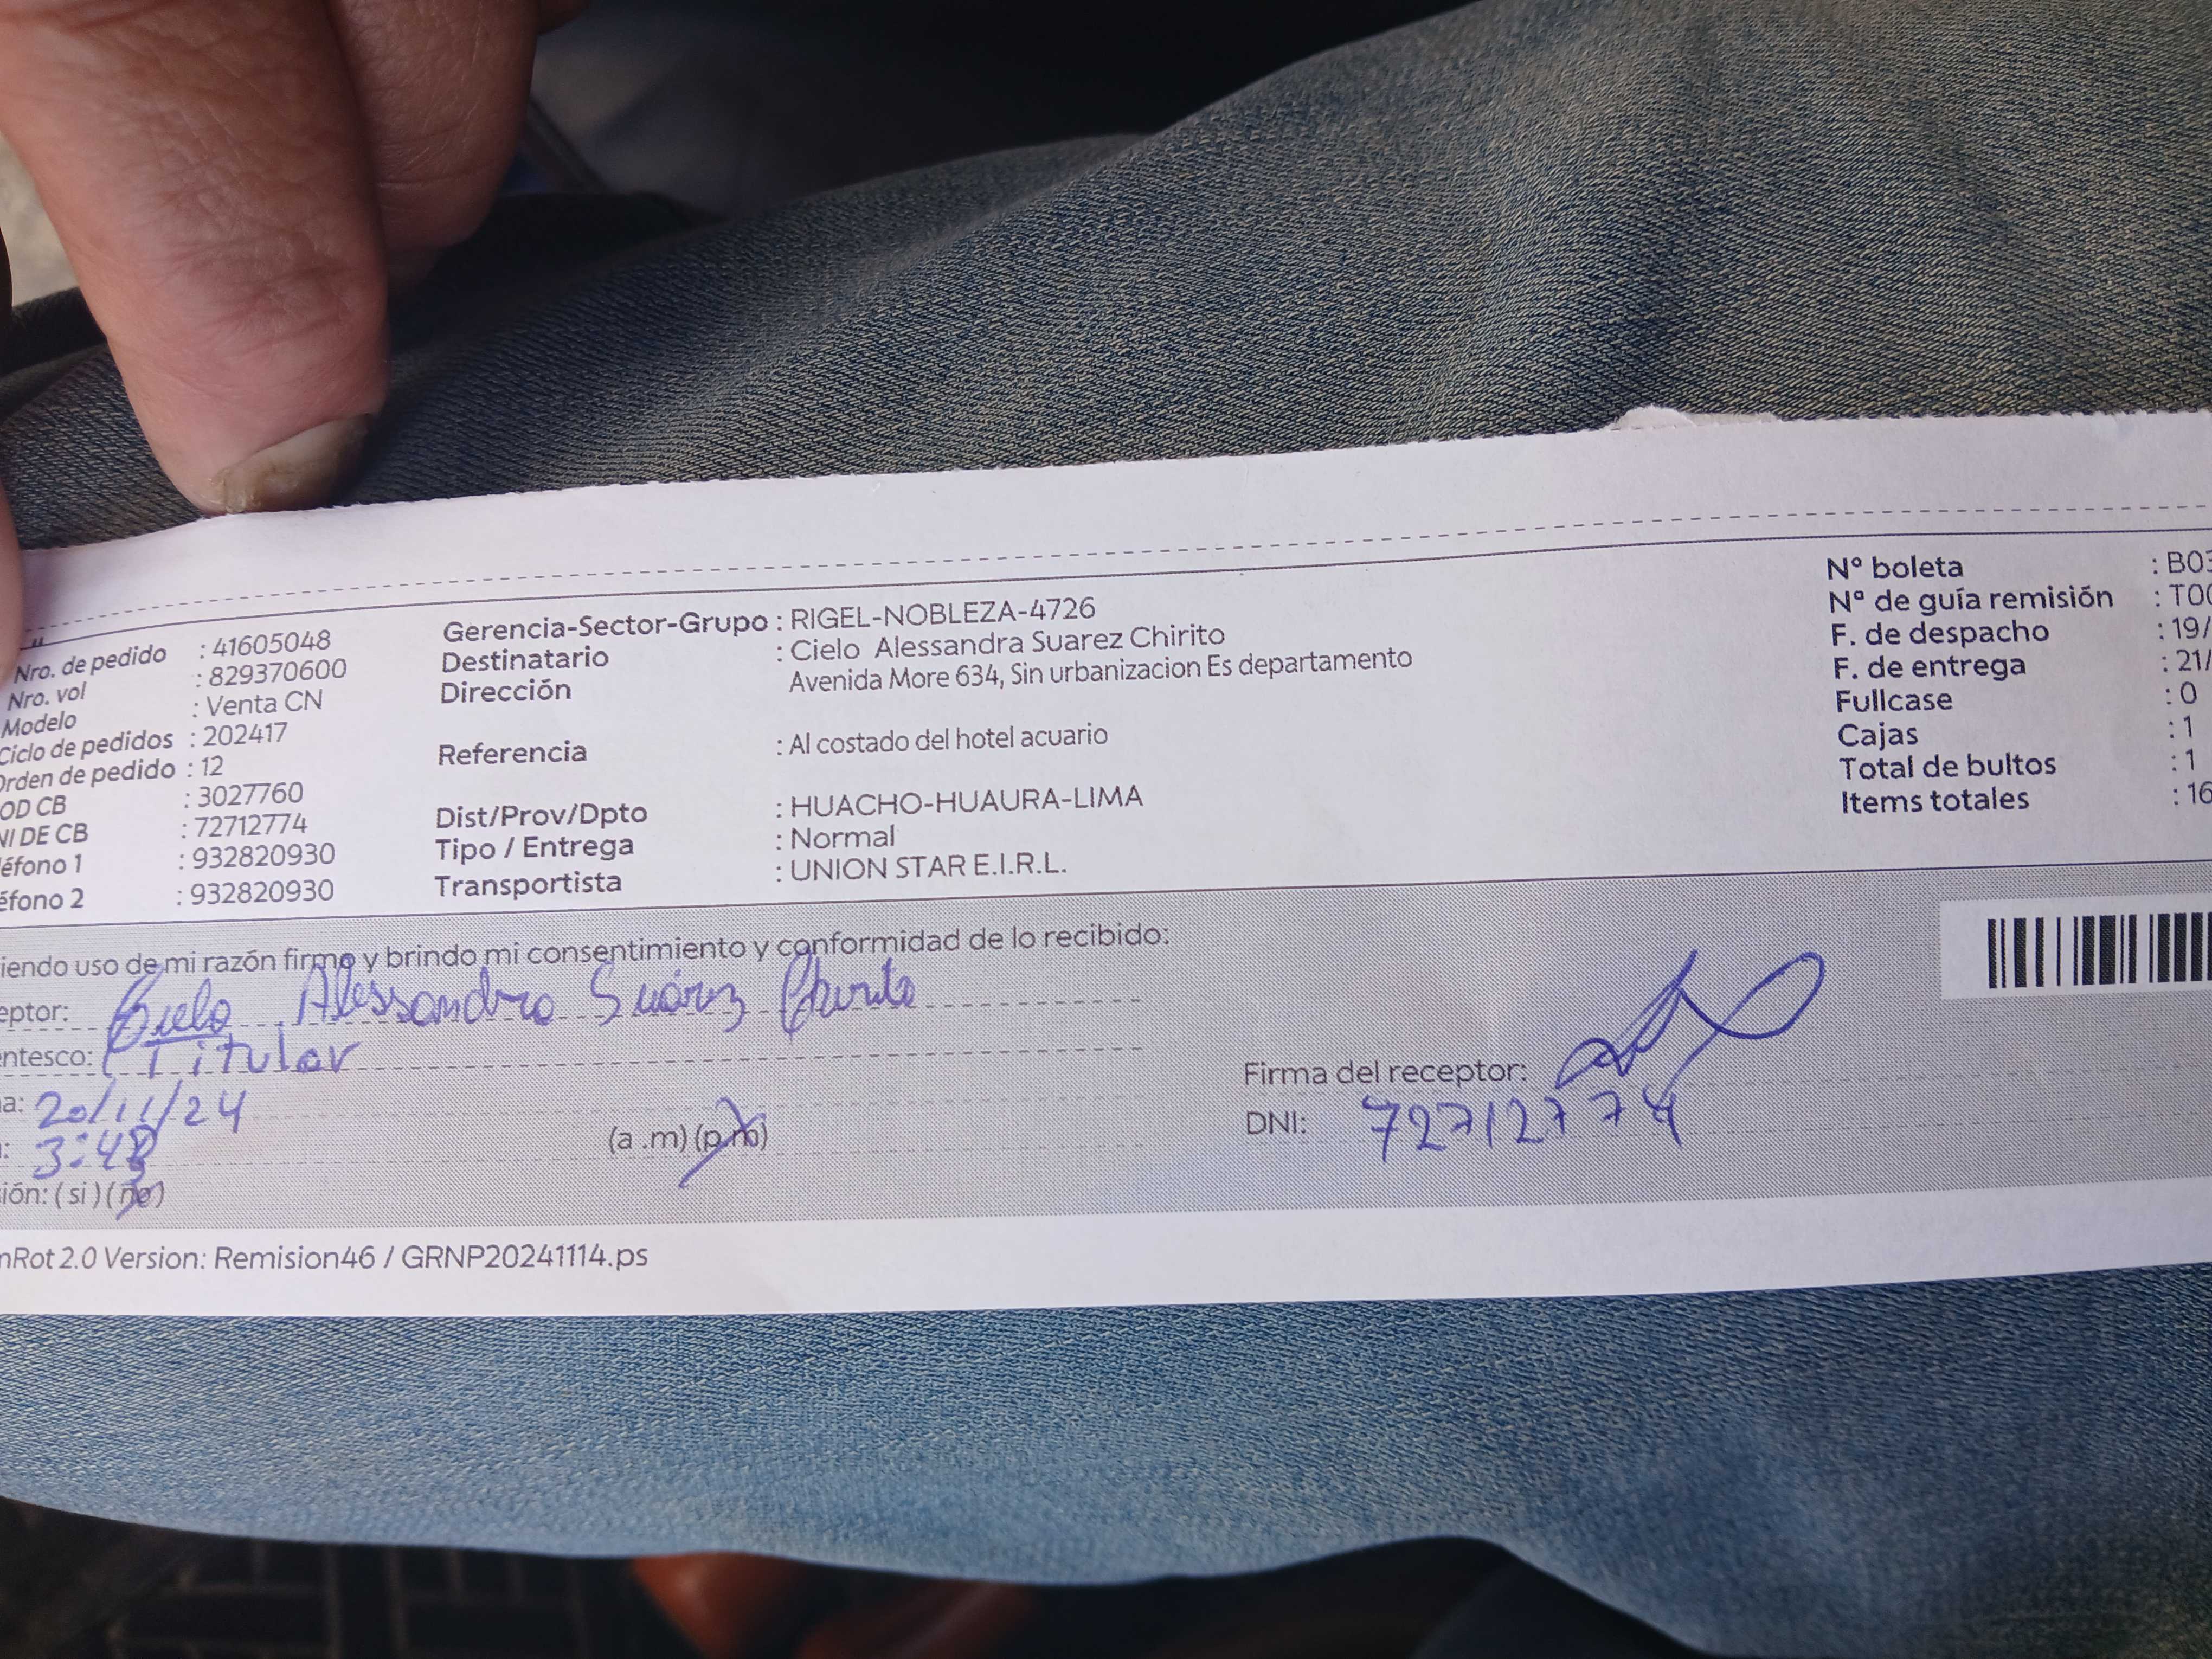 Nro. de pedido : 41605048
Nro. vol : 829370600
Modelo : Venta CN
Ciclo de pedidos : 202417
Orden de pedido : 12
OD CB : 3027760
NI DE CB : 72712774
éfono 1 : 932820930
éfono 2 : 932820930
Gerencia-Sector-Grupo : RIGEL-NOBLEZA-4726
Destinatario : Cielo Alessandra Suarez Chirito
Dirección Avenida More 634, Sin urbanizacion Es departamento
Referencia : Al costado del hotel acuario
Dist/Prov/Dpto : HUACHO-HUAURA-LIMA
Tipo / Entrega : Normal
Transportista : UNION STAR E.I.R.L.
Nº boleta : B03
Nª de guía remisión : T00
F. de despacho : 19/
F. de entrega : 21/
Fullcase : 0
Cajas : 1
Total de bultos : 1
Items totales : 16
iendo uso de mi razón firmo y brindo mi consentimiento y conformidad de lo recibido:
eptor: Cielo Alessandra Suárez Chirito
entesco: Titular
a: 20/11/24
: 3:48 (a .m) (p.m)
ión: ( si ) (no)
Firma del receptor:
DNI: 72712774
nRot 2.0 Version: Remision46 / GRNP20241114.ps